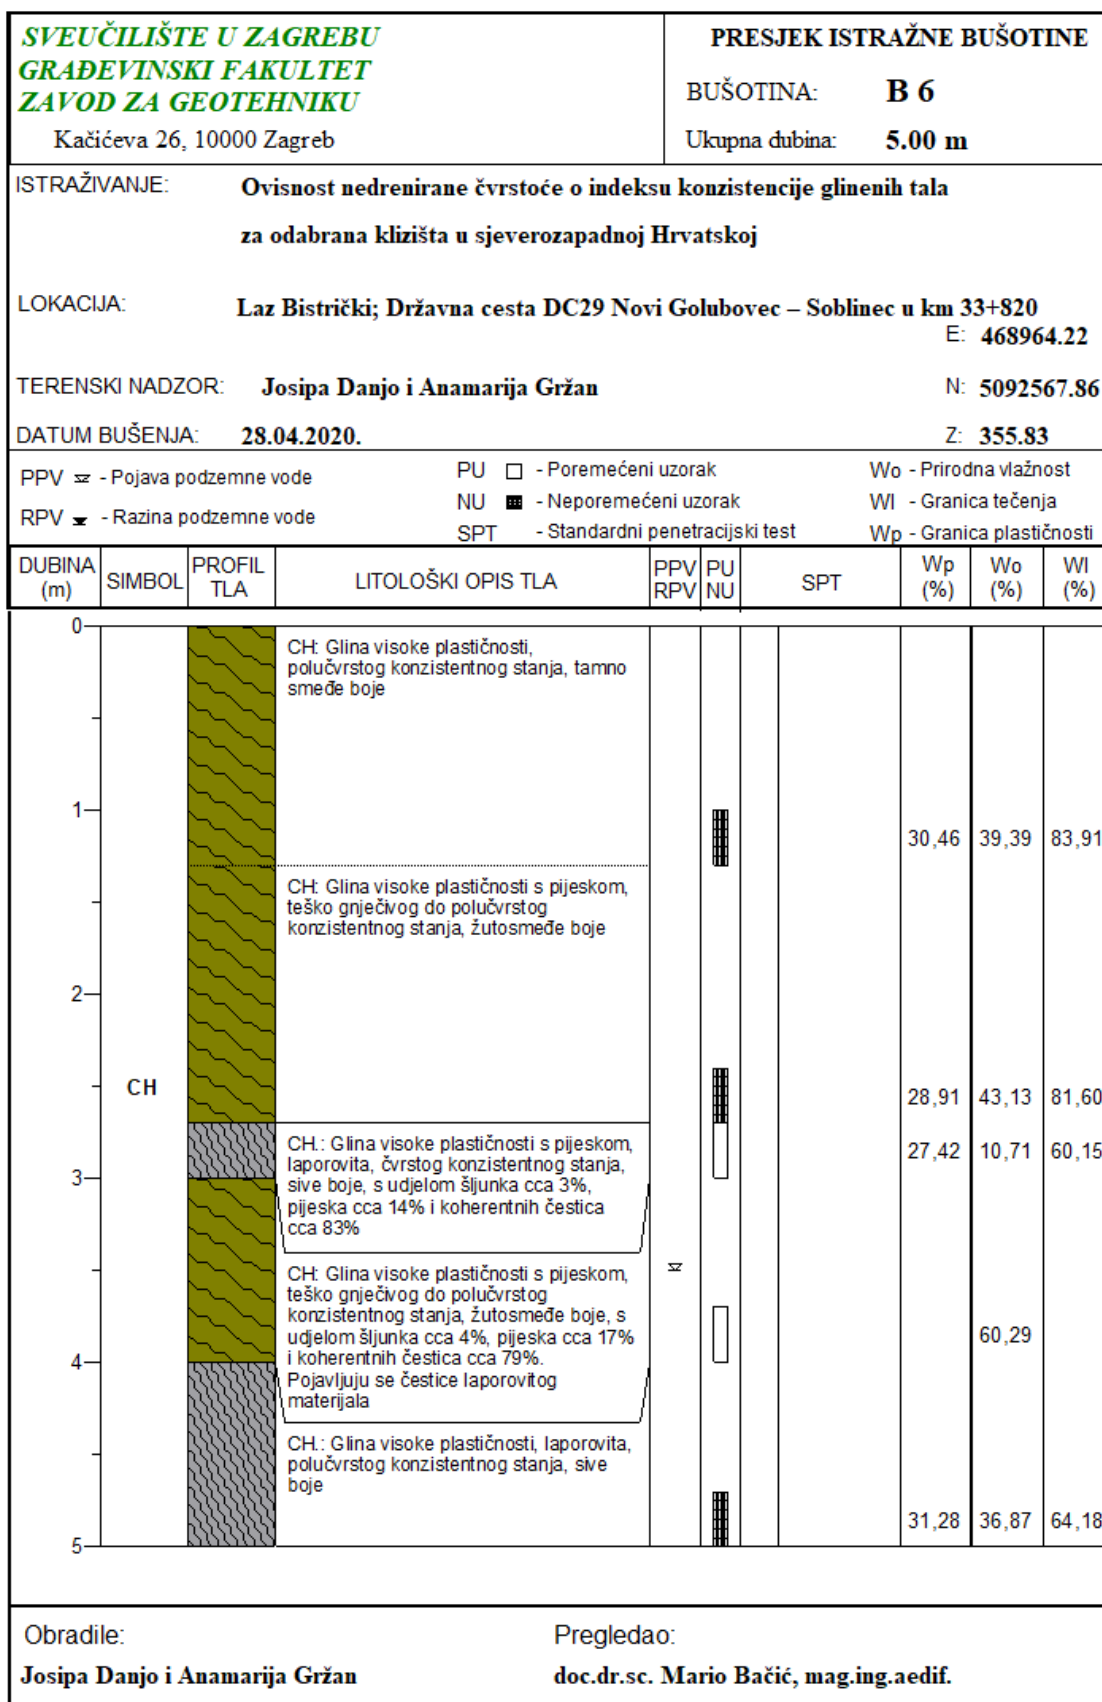 SVEUČILIŠTE U ZAGREBU
GRAĐEVINSKI FAKULTET
ZAVOD ZA GEOTEHNIKU
Kačićeva 26, 10000 Zagreb
PRESJEK ISTRAŽNE BUŠOTINE
BUŠOTINA: B 6
Ukupna dubina: 5.00 m
ISTRAŽIVANJE: Ovisnost nedrenirane čvrstoće o indeksu konzistencije glinenih tala
za odabrana klizišta u sjeverozapadnoj Hrvatskoj
LOKACIJA: Laz Bistrički; Državna cesta DC29 Novi Golubovec – Soblinec u km 33+820
E: 468964.22
TERENSKI NADZOR: Josipa Danjo i Anamarija Gržan N: 5092567.86
DATUM BUŠENJA: 28.04.2020. Z: 355.83
PPV - Pojava podzemne vode
RPV - Razina podzemne vode
PU - Poremećeni uzorak
NU - Neporemećeni uzorak
SPT - Standardni penetracijski test
Wo - Prirodna vlažnost
Wl - Granica tečenja
Wp - Granica plastičnosti
DUBINA (m)
SIMBOL
PROFIL TLA
LITOLOŠKI OPIS TLA
PPV RPV
PU NU
SPT
Wp (%)
Wo (%)
Wl (%)
0
CH: Glina visoke plastičnosti,
polučvrstog konzistentnog stanja, tamno
smeđe boje
1
30,46 39,39 83,91
CH: Glina visoke plastičnosti s pijeskom,
teško gnječivog do polučvrstog
konzistentnog stanja, žutosmeđe boje
2
CH
28,91 43,13 81,60
CH.: Glina visoke plastičnosti s pijeskom,
laporovita, čvrstog konzistentnog stanja,
sive boje, s udjelom šljunka cca 3%,
pijeska cca 14% i koherentnih čestica
cca 83%
27,42 10,71 60,15
3
CH: Glina visoke plastičnosti s pijeskom,
teško gnječivog do polučvrstog
konzistentnog stanja, žutosmeđe boje, s
udjelom šljunka cca 4%, pijeska cca 17%
i koherentnih čestica cca 79%.
Pojavljuju se čestice laporovitog
materijala
60,29
4
CH.: Glina visoke plastičnosti, laporovita,
polučvrstog konzistentnog stanja, sive
boje
31,28 36,87 64,18
5
Obradile:
Josipa Danjo i Anamarija Gržan
Pregledao:
doc.dr.sc. Mario Bačić, mag.ing.aedif.